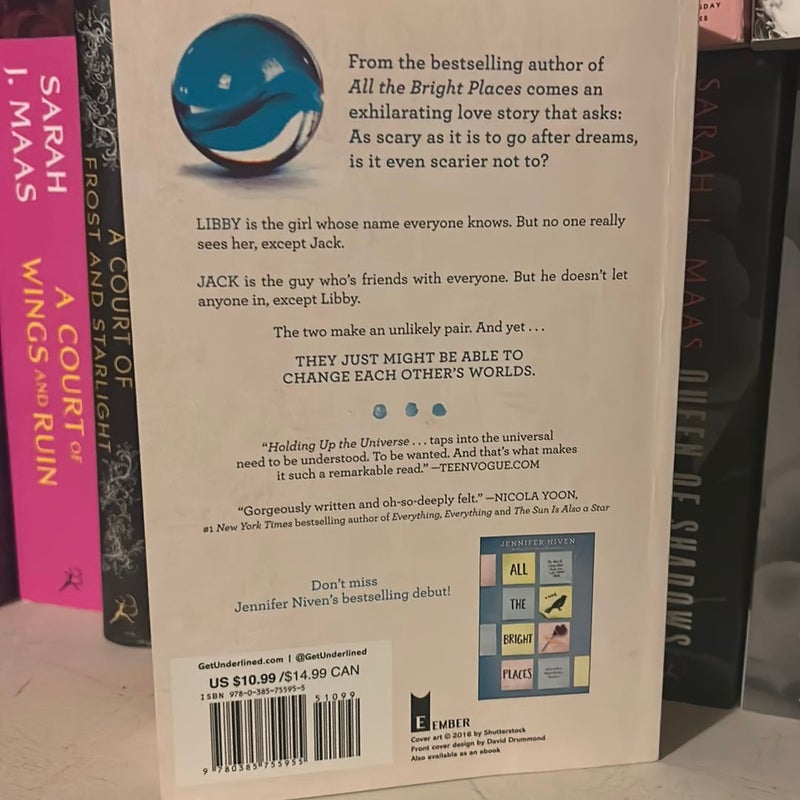 SARAH
J. MAAS
A COURT OF
WINGS AND RUIN
A COURT OF
FROST AND STARLIGHT
From the bestselling author of
All the Bright Places comes an
exhilarating love story that asks:
As scary as it is to go after dreams,
is it even scarier not to?
LIBBY is the girl whose name everyone knows. But no one really
sees her, except Jack.
JACK is the guy who's friends with everyone. But he doesn't let
anyone in, except Libby.
The two make an unlikely pair. And yet . . .
THEY JUST MIGHT BE ABLE TO
CHANGE EACH OTHER'S WORLDS.
"Holding Up the Universe . . . taps into the universal
need to be understood. To be wanted. And that's what makes
it such a remarkable read." —TEENVOGUE.COM
"Gorgeously written and oh-so-deeply felt." —NICOLA YOON,
#1 New York Times bestselling author of Everything, Everything and The Sun Is Also a Star
Don't miss
Jennifer Niven's bestselling debut!
JENNIFER NIVEN
ALL
THE
BRIGHT
PLACES
GetUnderlined.com | @GetUnderlined
US $10.99 /$14.99 CAN
ISBN 978-0-385-75595-5
51099
9 780385 755955
E EMBER
Cover art © 2016 by Shutterstock
Front cover design by David Drummond
Also available as an ebook
SARAH J. MAAS
QUEEN OF SHADOWS